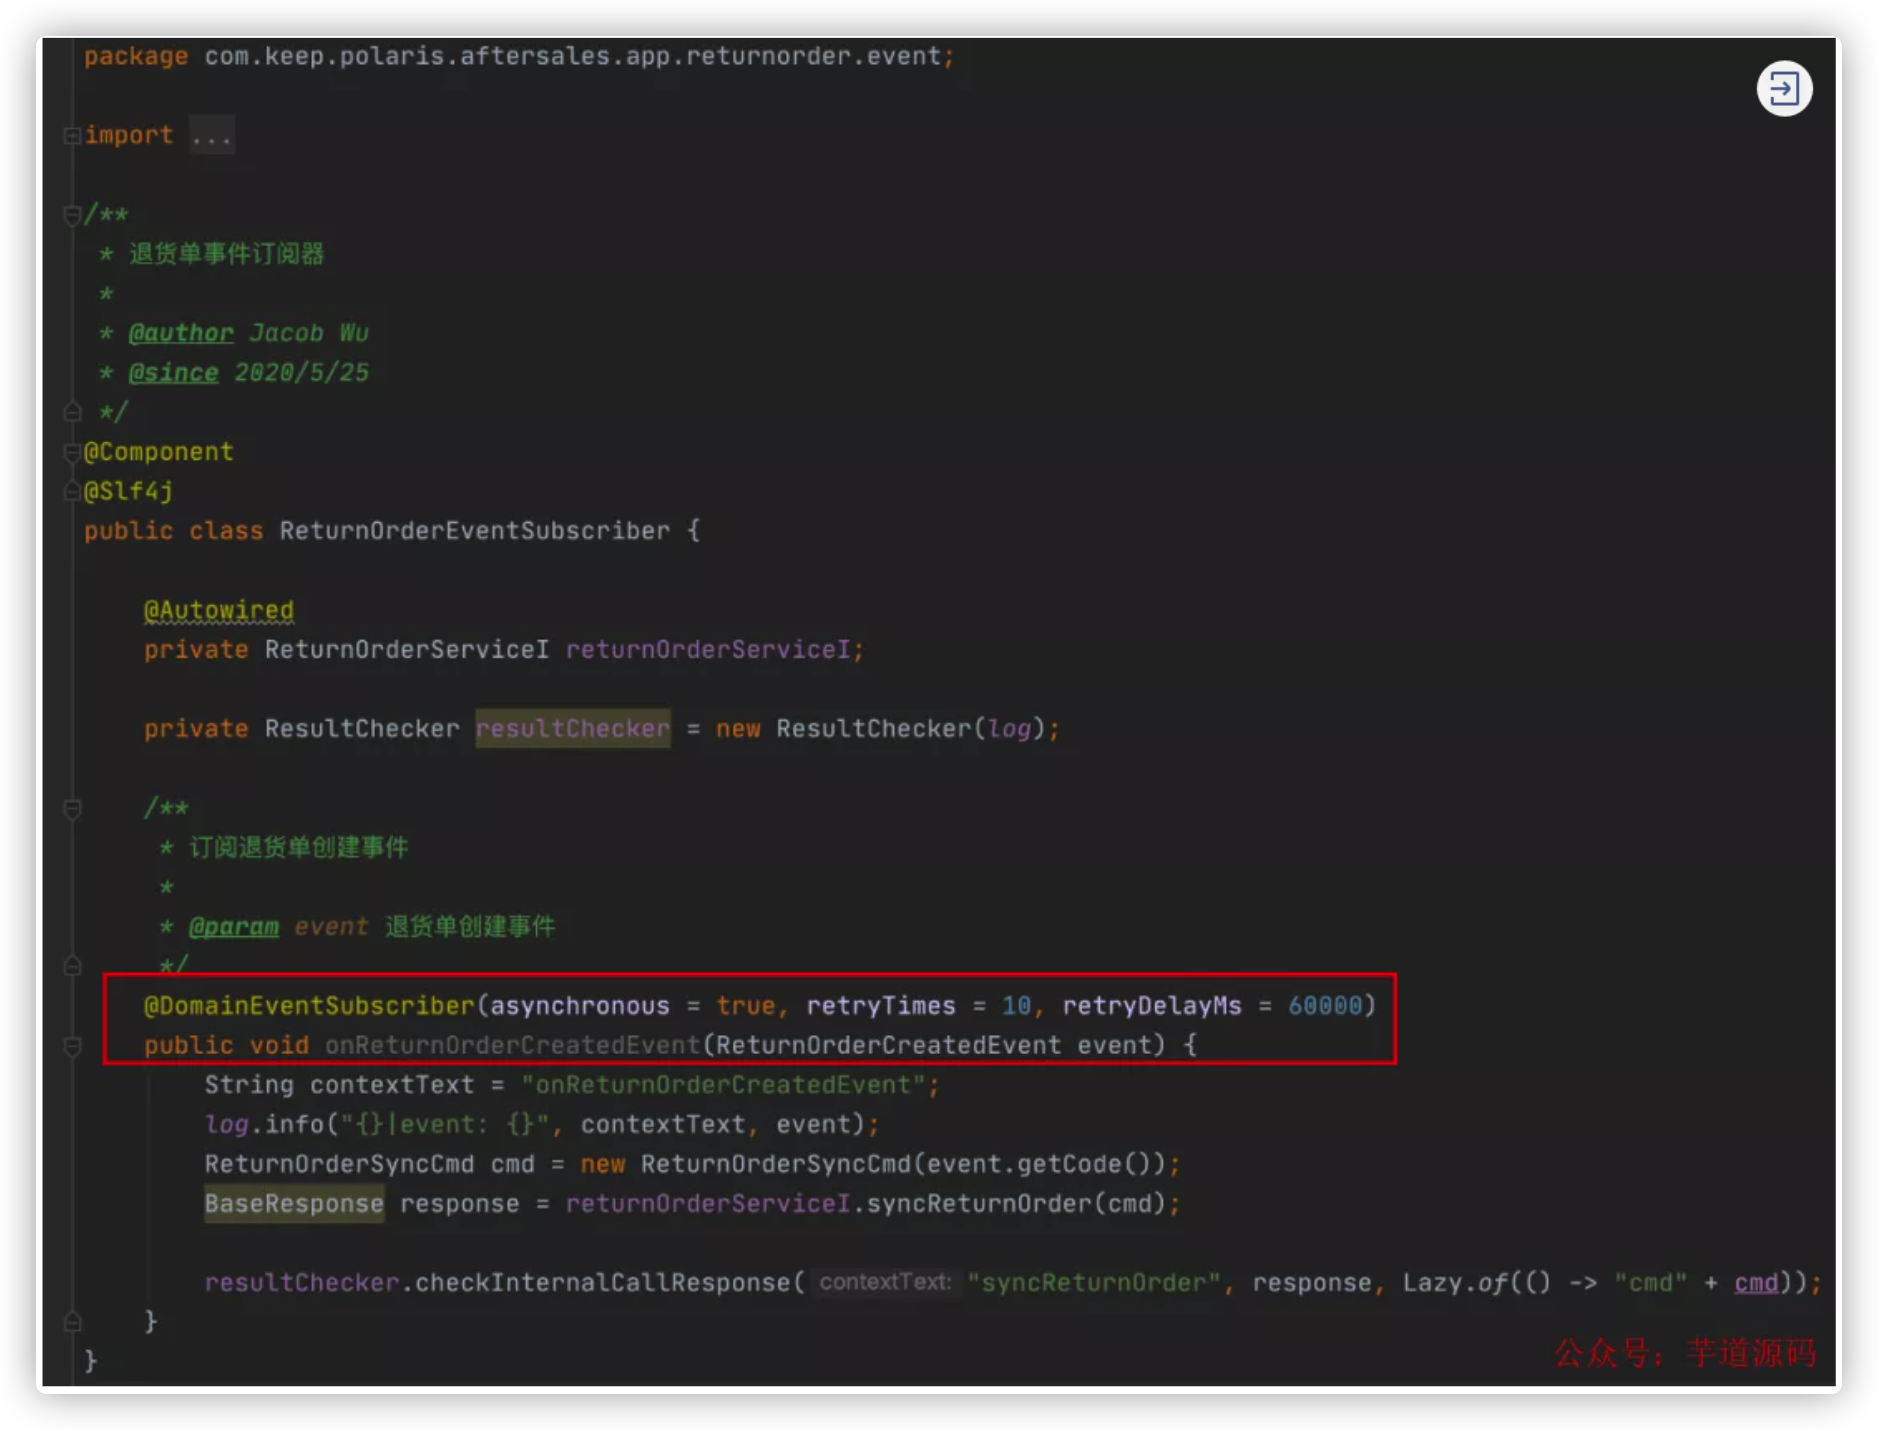 package com.keep.polaris.aftersales.app.returnorder.event;
import ...
/**
* 退货单事件订阅器
*
* @author Jacob Wu
* @since 2020/5/25
*/
@Component
@Slf4j
public class ReturnOrderEventSubscriber {
@Autowired
private ReturnOrderServiceI returnOrderServiceI;
private ResultChecker resultChecker = new ResultChecker(log);
/**
* 订阅退货单创建事件
*
* @param event 退货单创建事件
*/
@DomainEventSubscriber(asynchronous = true, retryTimes = 10, retryDelayMs = 60000)
public void onReturnOrderCreatedEvent(ReturnOrderCreatedEvent event) {
String contextText = "onReturnOrderCreatedEvent";
log.info("{}|event: {}", contextText, event);
ReturnOrderSyncCmd cmd = new ReturnOrderSyncCmd(event.getCode());
BaseResponse response = returnOrderServiceI.syncReturnOrder(cmd);
resultChecker.checkInternalCallResponse( contextText: "syncReturnOrder", response, Lazy.of(() -> "cmd" + cmd));
}
}
公众号：芋道源码